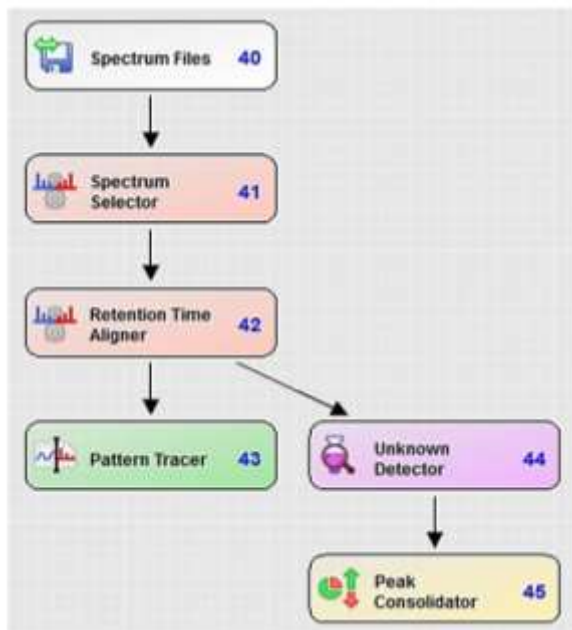 Spectrum Files 40
Spectrum
Selector 41
Retention Time
Aligner 42
Pattern Tracer 43
Unknown
Detector 44
Peak
Consolidator 45